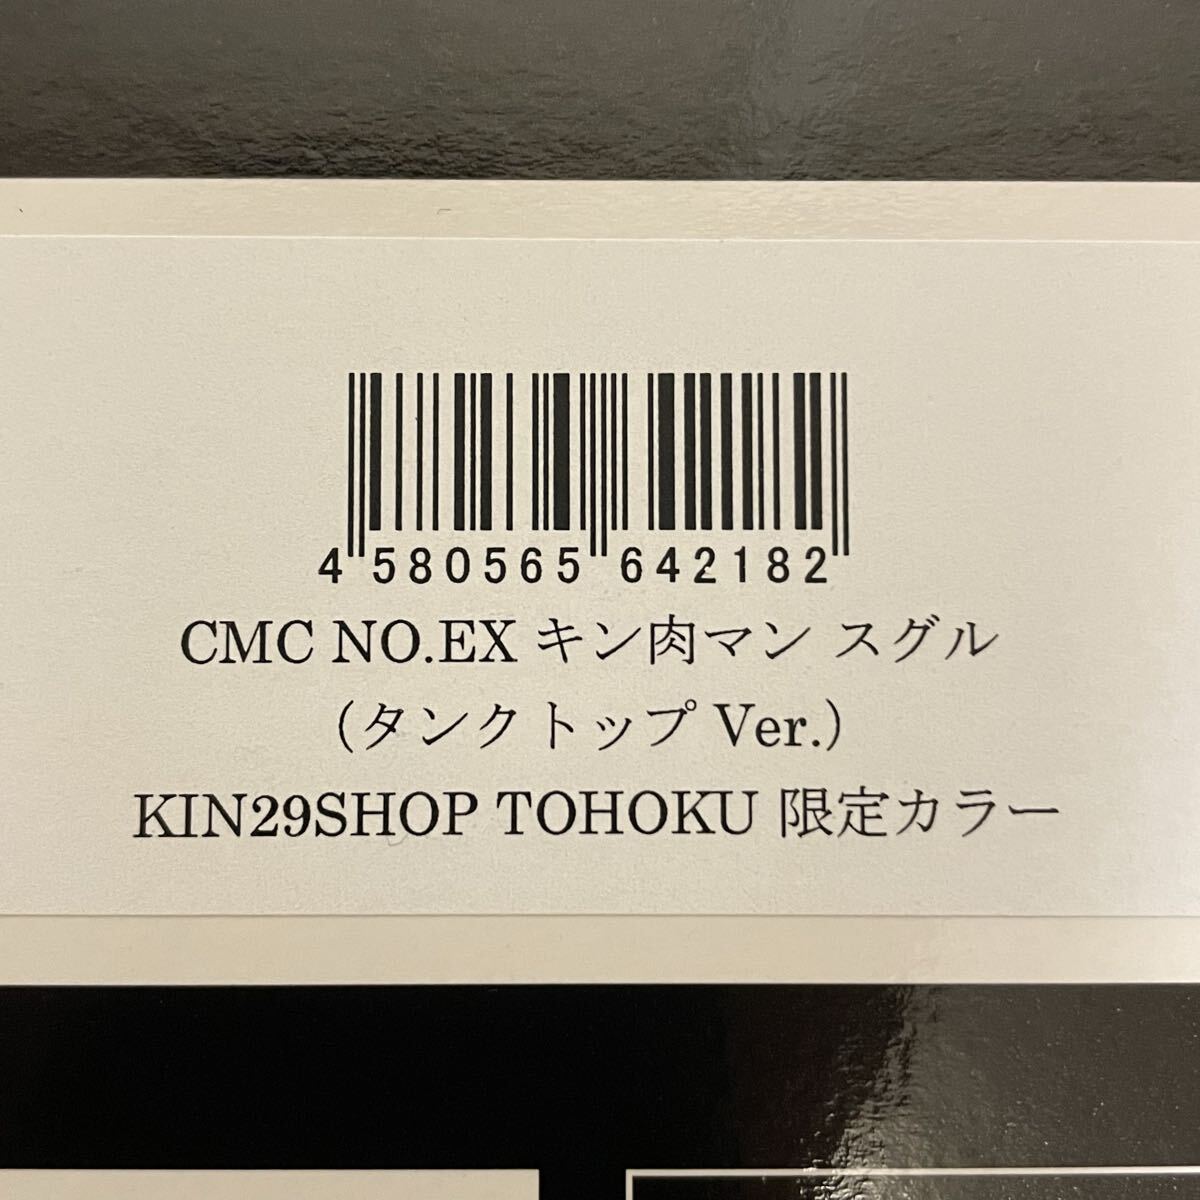 4 580565 642182
CMC NO.EX キン肉マン スグル
(タンクトップ Ver.)
KIN29SHOP TOHOKU 限定カラー